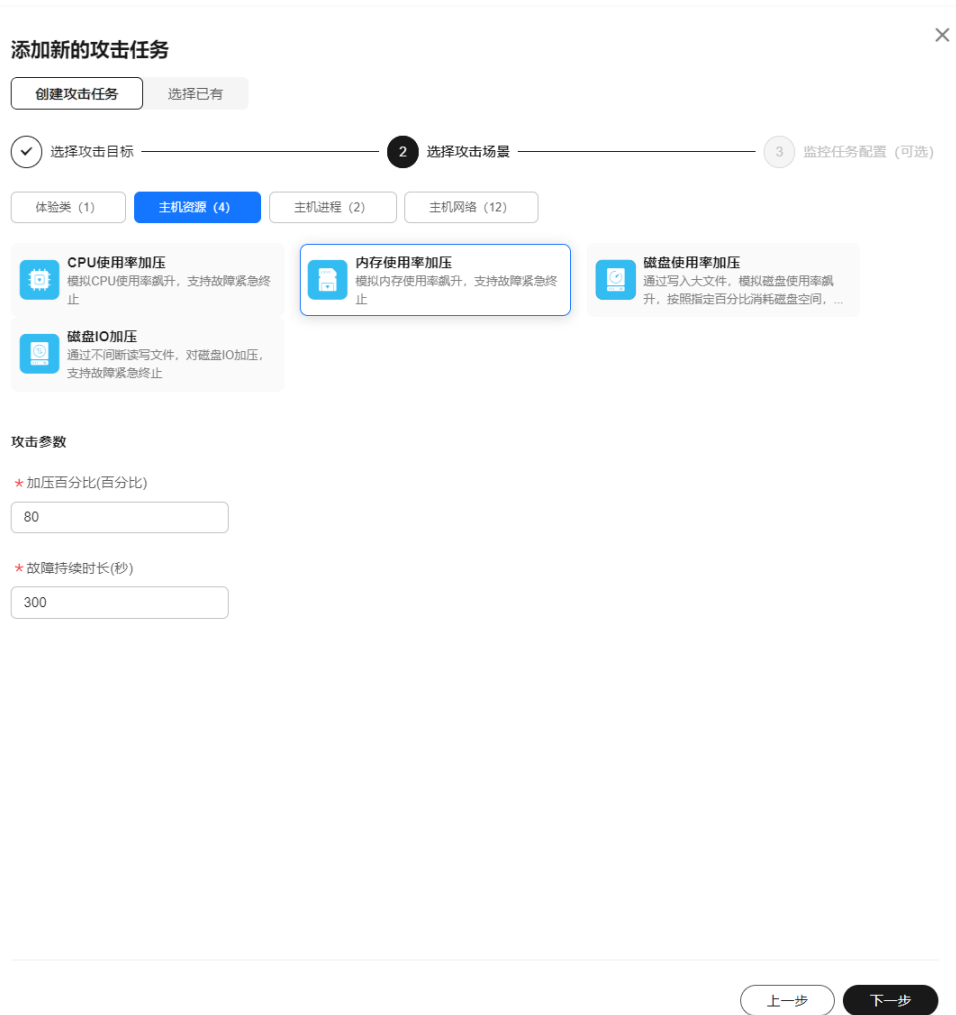 添加新的攻击任务
创建攻击任务 选择已有
选择攻击目标 2 选择攻击场景 3 监控任务配置（可选）
体验类（1） 主机资源（4） 主机进程（2） 主机网络（12）
CPU使用率加压
模拟CPU使用率飙升，支持故障紧急终
止
内存使用率加压
模拟内存使用率飙升，支持故障紧急终
止
磁盘使用率加压
通过写入大文件，模拟磁盘使用率飙
升，按照指定百分比消耗磁盘空间，...
磁盘IO加压
通过不间断读写文件，对磁盘IO加压，
支持故障紧急终止
攻击参数
*加压百分比(百分比)
80
*故障持续时长(秒)
300
上一步 下一步